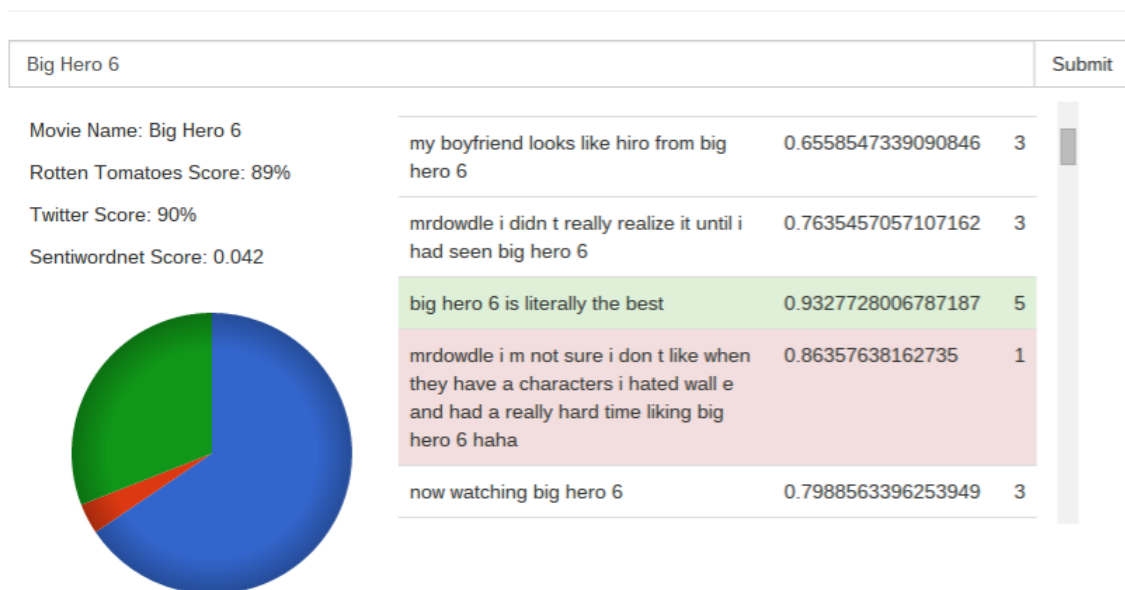 Big Hero 6
Submit
Movie Name: Big Hero 6
Rotten Tomatoes Score: 89%
Twitter Score: 90%
Sentiwordnet Score: 0.042
my boyfriend looks like hiro from big 0.6558547339090846 3
hero 6
mrdowdle i didn t really realize it until i 0.7635457057107162 3
had seen big hero 6
big hero 6 is literally the best 0.9327728006787187 5
mrdowdle i m not sure i don t like when 0.86357638162735 1
they have a characters i hated wall e
and had a really hard time liking big
hero 6 haha
now watching big hero 6 0.7988563396253949 3